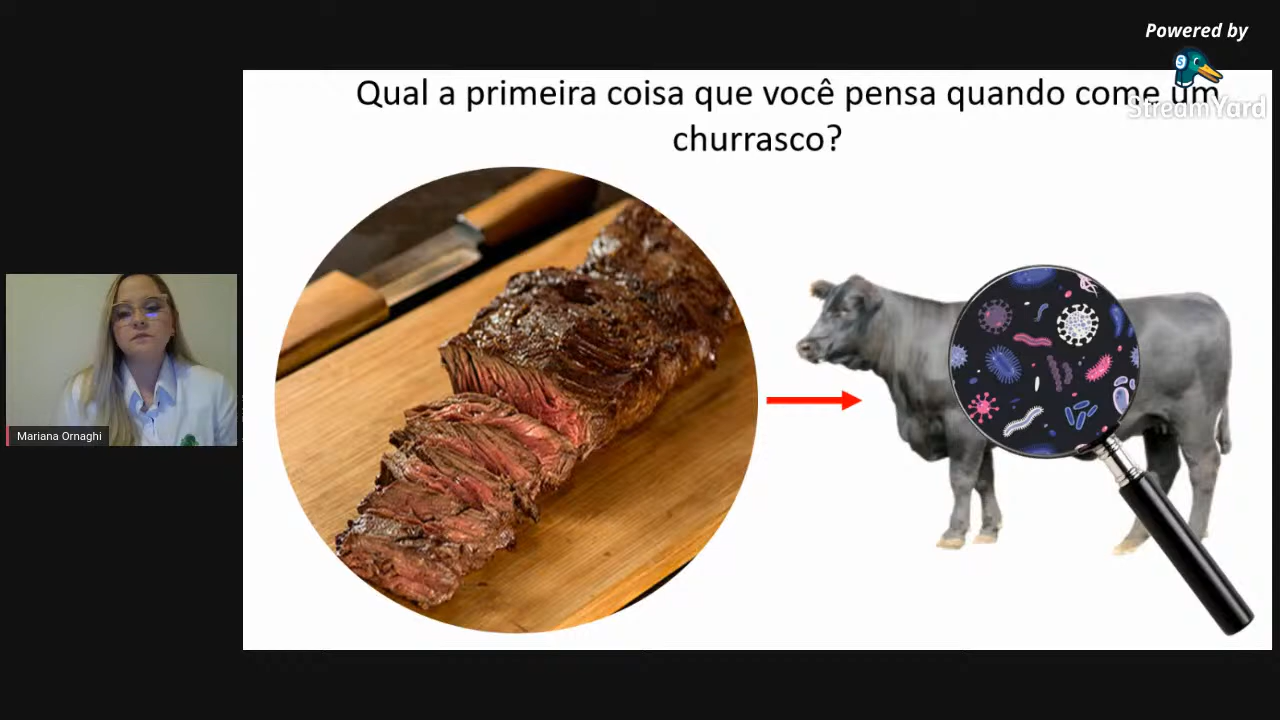 Powered by
StreamYard
Qual a primeira coisa que você pensa quando come um
churrasco?
Mariana Ornaghi